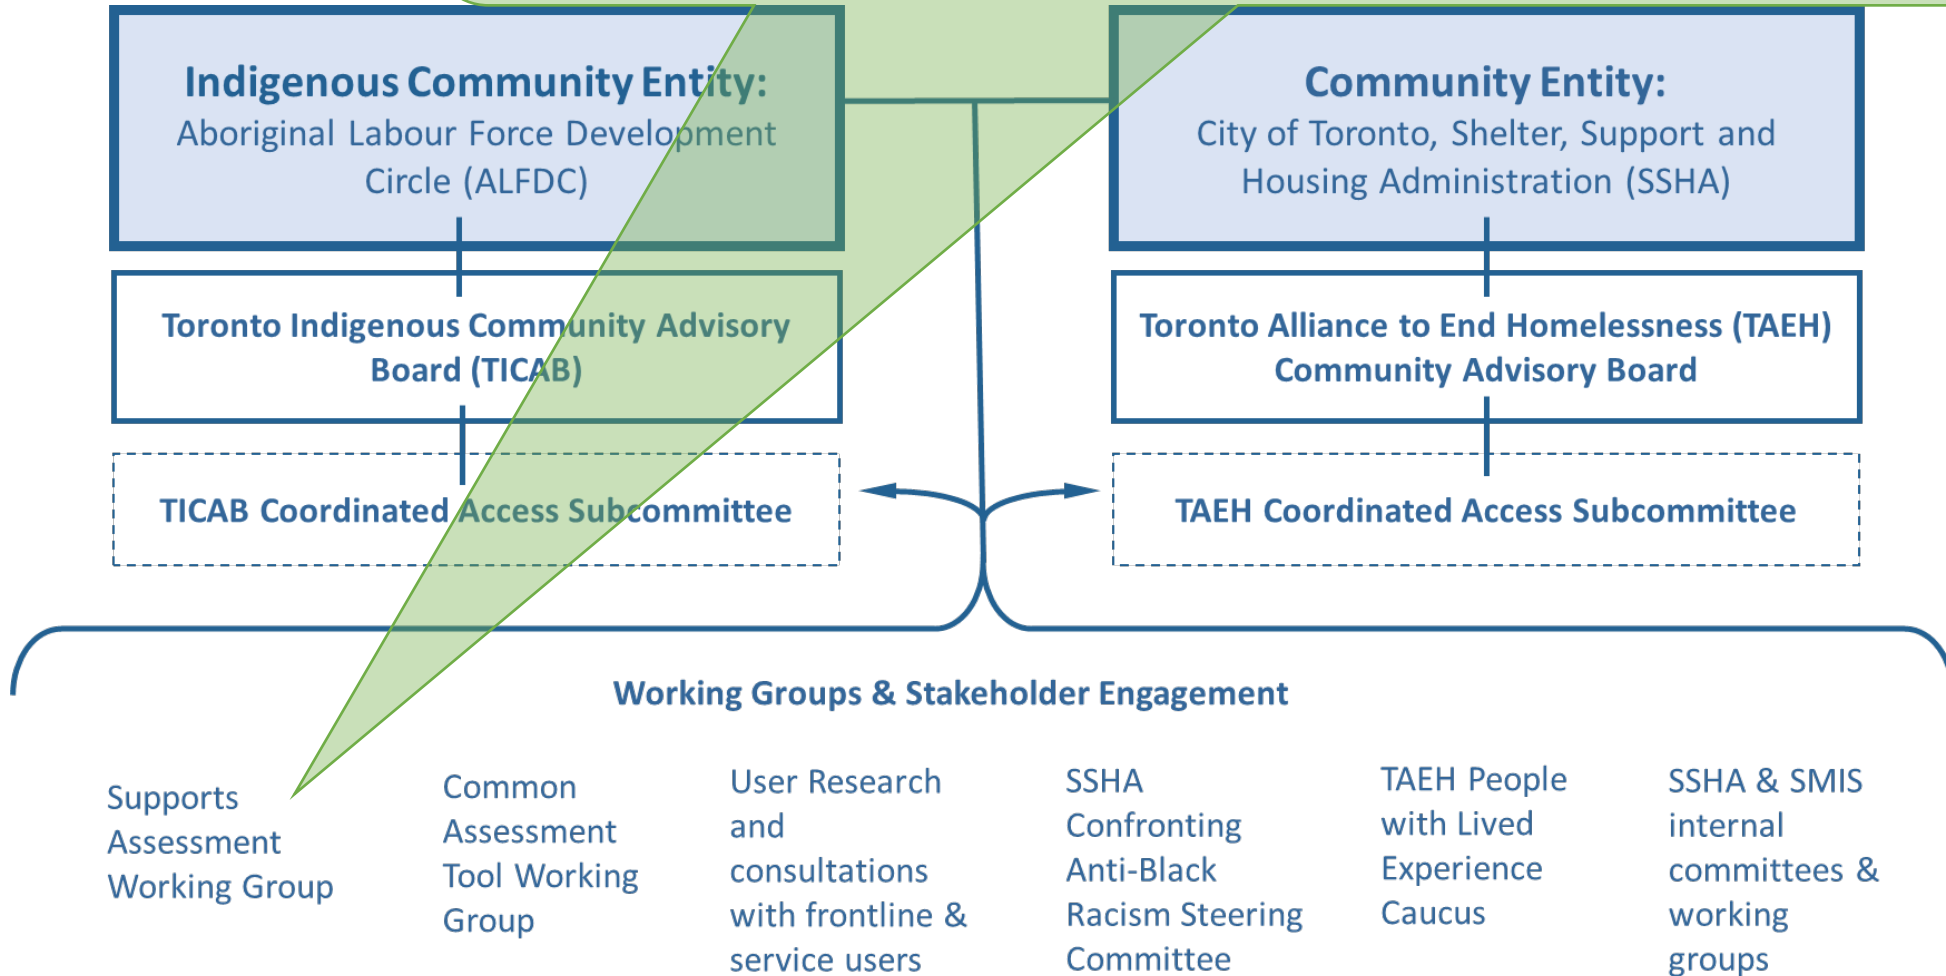 Indigenous Community Entity:
Aboriginal Labour Force Development
Circle (ALFDC)
Community Entity:
City of Toronto, Shelter, Support and
Housing Administration (SSHA)
Toronto Indigenous Community Advisory
Board (TICAB)
Toronto Alliance to End Homelessness (TAEH)
Community Advisory Board
TICAB Coordinated Access Subcommittee
TAEH Coordinated Access Subcommittee
Working Groups & Stakeholder Engagement
Supports
Assessment
Working Group
Common
Assessment
Tool Working
Group
User Research
and
consultations
with frontline &
service users
SSHA
Confronting
Anti-Black
Racism Steering
Committee
TAEH People
with Lived
Experience
Caucus
SSHA & SMIS
internal
committees &
working
groups